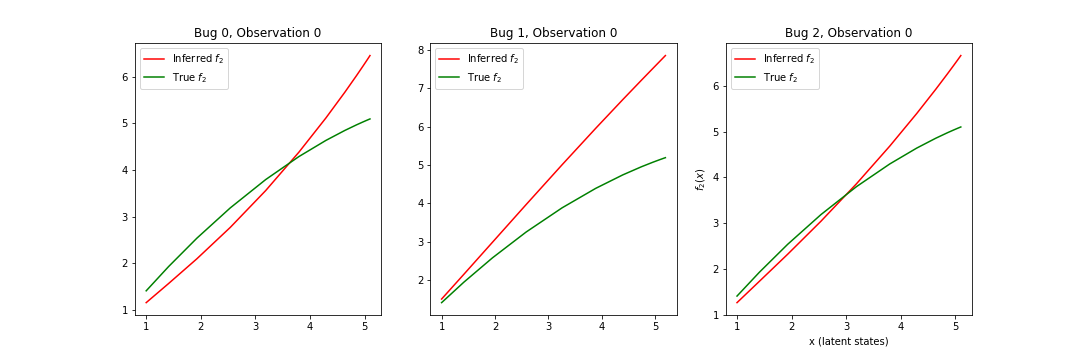 Bug 0, Observation 0
Inferred f₂
True f₂
6
5
4
3
2
1
1 2 3 4 5
Bug 1, Observation 0
Inferred f₂
True f₂
8
7
6
5
4
3
2
1 2 3 4 5
Bug 2, Observation 0
Inferred f₂
True f₂
f₂(x)
6
5
4
3
2
1
1 2 3 4 5
x (latent states)